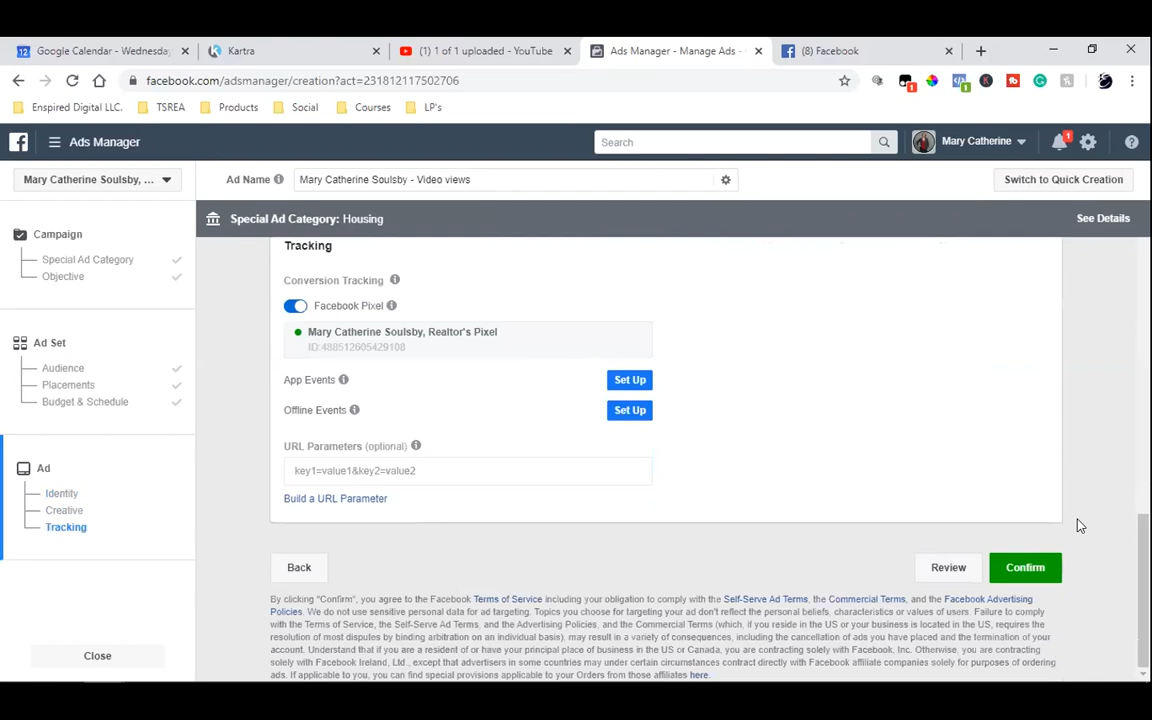 Google Calendar - Wednesda
Kartra
(1) 1 of 1 uploaded - YouTube
Ads Manager - Manage Ads -
(8) Facebook
facebook.com/adsmanager/creation?act=231812117502706
Enspired Digital LLC.
TSREA
Products
Social
Courses
LP's
Ads Manager
Search
Mary Catherine
1
Mary Catherine Soulsby, ...
Ad Name
Mary Catherine Soulsby - Video views
Switch to Quick Creation
Special Ad Category: Housing
See Details
Campaign
Special Ad Category
Objective
Ad Set
Audience
Placements
Budget & Schedule
Ad
Identity
Creative
Tracking
Close
Tracking
Conversion Tracking
Facebook Pixel
Mary Catherine Soulsby, Realtor's Pixel
ID:488512605429108
App Events
Set Up
Offline Events
Set Up
URL Parameters (optional)
key1=value1&key2=value2
Build a URL Parameter
Back
Review
Confirm
By clicking "Confirm", you agree to the Facebook Terms of Service including your obligation to comply with the Self-Serve Ad Terms, the Commercial Terms, and the Facebook Advertising
Policies. We do not use sensitive personal data for ad targeting. Topics you choose for targeting your ad don't reflect the personal beliefs, characteristics or values of users. Failure to comply
with the Terms of Service, the Self-Serve Ad Terms, and the Advertising Policies, and the Commercial Terms (which, if you reside in the US or your business is located in the US, requires the
resolution of most disputes by binding arbitration on an individual basis), may result in a variety of consequences, including the cancellation of ads you have placed and the termination of your
account. Understand that if you are a resident of or have your principal place of business in the US or Canada, you are contracting solely with Facebook, Inc. Otherwise, you are contracting
solely with Facebook Ireland, Ltd., except that advertisers in some countries may under certain circumstances contract directly with Facebook affiliate companies solely for purposes of ordering
ads. If applicable to you, you can find special provisions applicable to your Orders from those affiliates here.